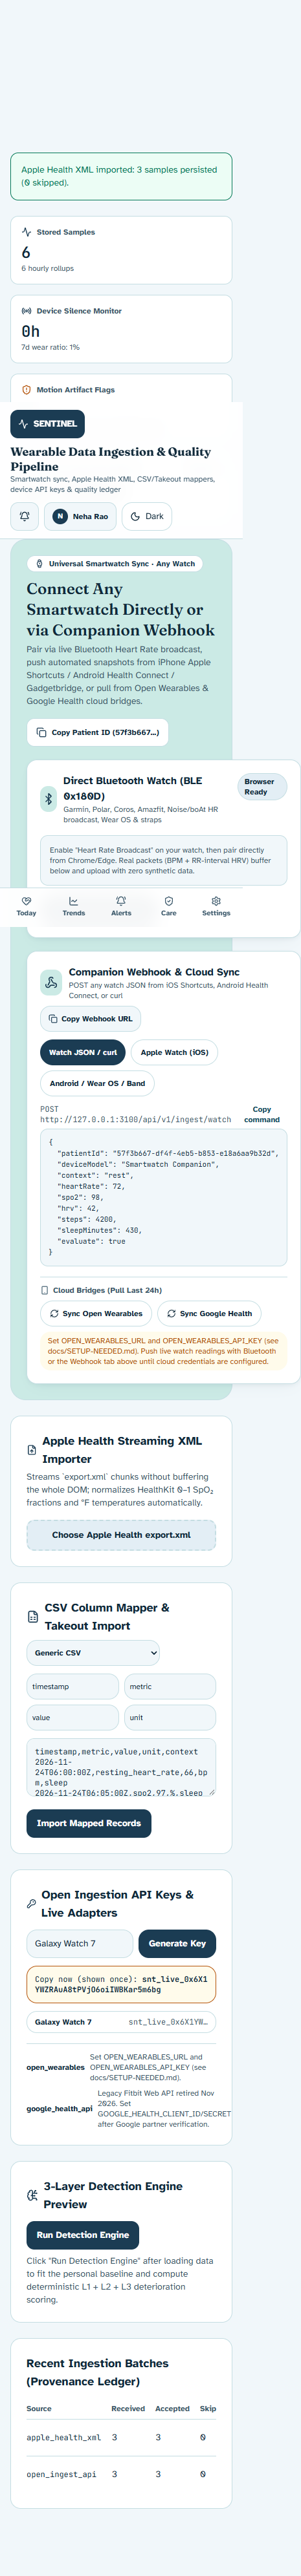 Apple Health XML imported: 3 samples persisted
(0 skipped).
Stored Samples
6
6 hourly rollups
Device Silence Monitor
0h
7d wear ratio: 1%
Motion Artifact Flags
SENTINEL
Wearable Data Ingestion & Quality
Pipeline
Smartwatch sync, Apple Health XML, CSV/Takeout mappers,
device API keys & quality ledger
N Neha Rao
Dark
Universal Smartwatch Sync · Any Watch
Connect Any
Smartwatch Directly or
via Companion Webhook
Pair via live Bluetooth Heart Rate broadcast,
push automated snapshots from iPhone Apple
Shortcuts / Android Health Connect /
Gadgetbridge, or pull from Open Wearables &
Google Health cloud bridges.
Copy Patient ID (57f3b667…)
Direct Bluetooth Watch (BLE
0x180D)
Garmin, Polar, Coros, Amazfit, Noise/boAt HR
broadcast, Wear OS & straps
Browser
Ready
Enable "Heart Rate Broadcast" on your watch, then pair directly
from Chrome/Edge. Real packets (BPM + RR-interval HRV) buffer
below and upload with zero synthetic data.
Today
Trends
Alerts
Care
Settings
Companion Webhook & Cloud Sync
POST any watch JSON from iOS Shortcuts, Android Health
Connect, or curl
Copy Webhook URL
Watch JSON / curl
Apple Watch (iOS)
Android / Wear OS / Band
POST
http://127.0.0.1:3100/api/v1/ingest/watch
Copy
command
{
"patientId": "57f3b667-df4f-4eb5-b853-e18a6aa9b32d",
"deviceModel": "Smartwatch Companion",
"context": "rest",
"heartRate": 72,
"spo2": 98,
"hrv": 42,
"steps": 4200,
"sleepMinutes": 430,
"evaluate": true
}
Cloud Bridges (Pull Last 24h)
Sync Open Wearables
Sync Google Health
Set OPEN_WEARABLES_URL and OPEN_WEARABLES_API_KEY (see
docs/SETUP-NEEDED.md). Push live watch readings with Bluetooth
or the Webhook tab above until cloud credentials are configured.
Apple Health Streaming XML
Importer
Streams `export.xml` chunks without buffering
the whole DOM; normalizes HealthKit 0–1 SpO₂
fractions and °F temperatures automatically.
Choose Apple Health export.xml
CSV Column Mapper &
Takeout Import
Generic CSV
timestamp
metric
value
unit
timestamp,metric,value,unit,context
2026-11-
24T06:00:00Z,resting_heart_rate,66,bp
m,sleep
2026-11-24T06:05:00Z,spo2,97,%,sleep
Import Mapped Records
Open Ingestion API Keys &
Live Adapters
Galaxy Watch 7
Generate Key
Copy now (shown once): snt_live_0x6X1
YWZRAuA8tPVjO6oiIWBKar5m6bg
Galaxy Watch 7
snt_live_0x6X1YW…
open_wearables
Set OPEN_WEARABLES_URL and
OPEN_WEARABLES_API_KEY (see
docs/SETUP-NEEDED.md).
google_health_api
Legacy Fitbit Web API retired Nov
2026. Set
GOOGLE_HEALTH_CLIENT_ID/SECRET
after Google partner verification.
3-Layer Detection Engine
Preview
Run Detection Engine
Click "Run Detection Engine" after loading data
to fit the personal baseline and compute
deterministic L1 + L2 + L3 deterioration
scoring.
Recent Ingestion Batches
(Provenance Ledger)
Source Received Accepted Skip
apple_health_xml 3 3 0
open_ingest_api 3 3 0